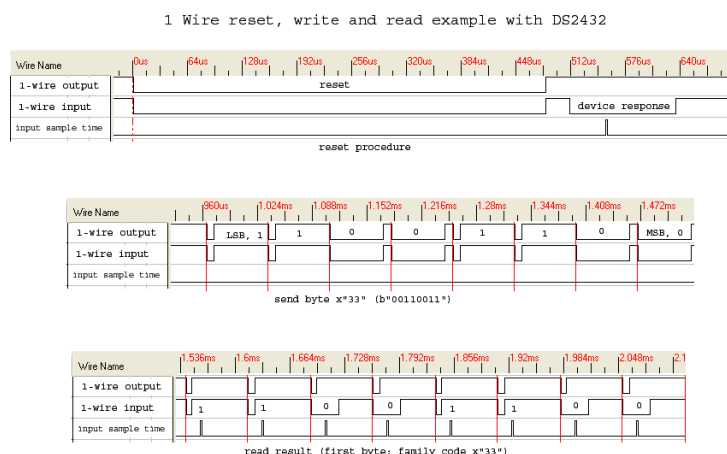 1 Wire reset, write and read example with DS2432
Wire Name 0us 64us 128us 192us 256us 320us 384us 448us 512us 576us 640us
1-wire output reset
1-wire input device response
input sample time
reset procedure
Wire Name 960us 1.024ms 1.088ms 1.152ms 1.216ms 1.28ms 1.344ms 1.408ms 1.472ms
1-wire output LSB, 1 1 0 0 1 1 0 MSB, 0
1-wire input
input sample time
send byte x"33" (b"00110011")
Wire Name 1.536ms 1.6ms 1.664ms 1.728ms 1.792ms 1.856ms 1.92ms 1.984ms 2.048ms 2.1
1-wire output
1-wire input 1 1 0 0 1 1 0 0
input sample time
read result (first byte: family code x"33")